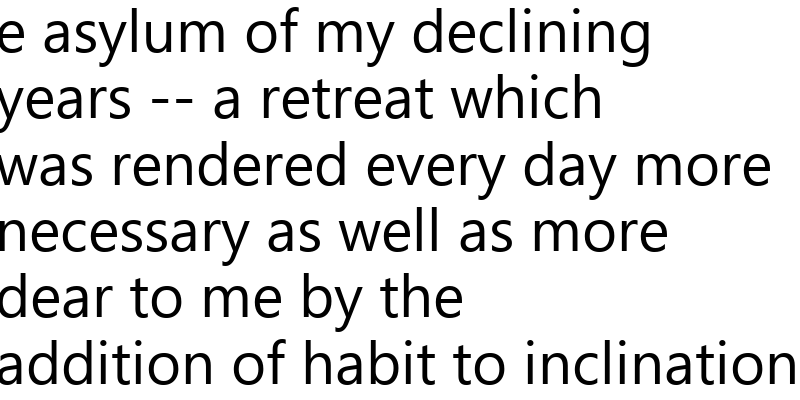 e asylum of my declining
years -- a retreat which
was rendered every day more
necessary as well as more
dear to me by the
addition of habit to inclination